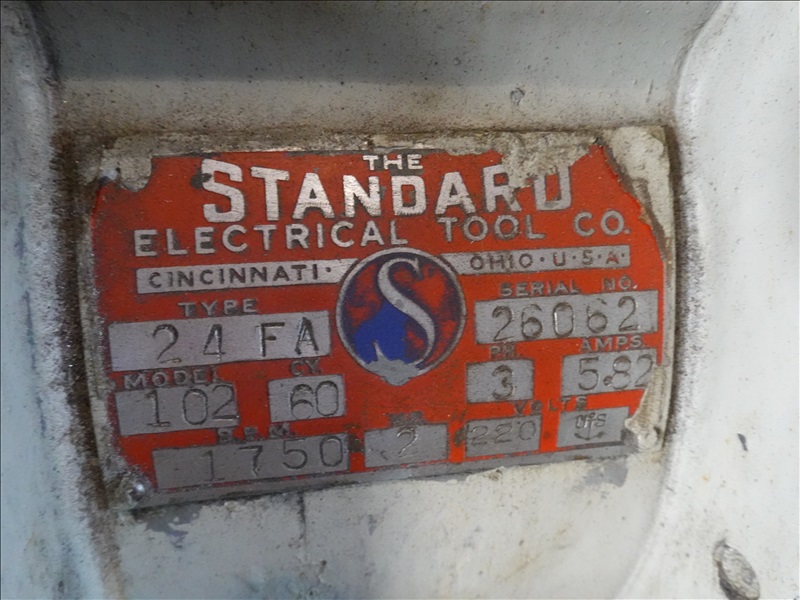 THE
STANDARD
ELECTRICAL TOOL CO.
CINCINNATI · OHIO · U · S · A ·
S
TYPE SERIAL NO.
24 FA 26062
MODEL CY. PH. AMPS.
102 60 3 5.82
R.P.M. H.P. VOLTS
1750 2 220